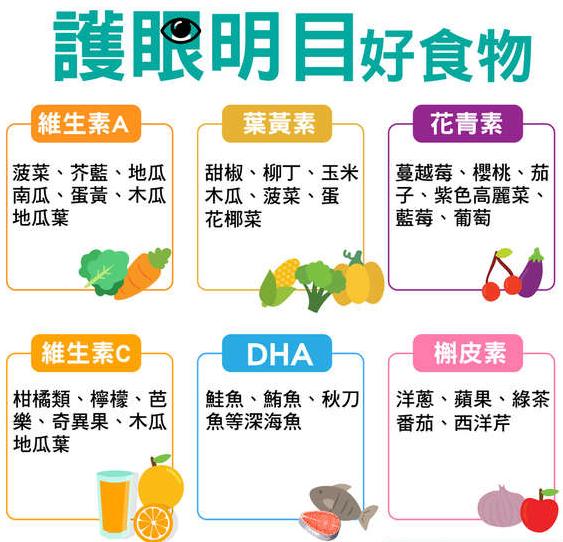 護眼明目好食物
維生素A
菠菜、芥藍、地瓜
南瓜、蛋黃、木瓜
地瓜葉
葉黃素
甜椒、柳丁、玉米
木瓜、菠菜、蛋
花椰菜
花青素
蔓越莓、櫻桃、茄
子、紫色高麗菜、
藍莓、葡萄
維生素C
柑橘類、檸檬、芭
樂、奇異果、木瓜
地瓜葉
DHA
鮭魚、鮪魚、秋刀
魚等深海魚
槲皮素
洋蔥、蘋果、綠茶
番茄、西洋芹